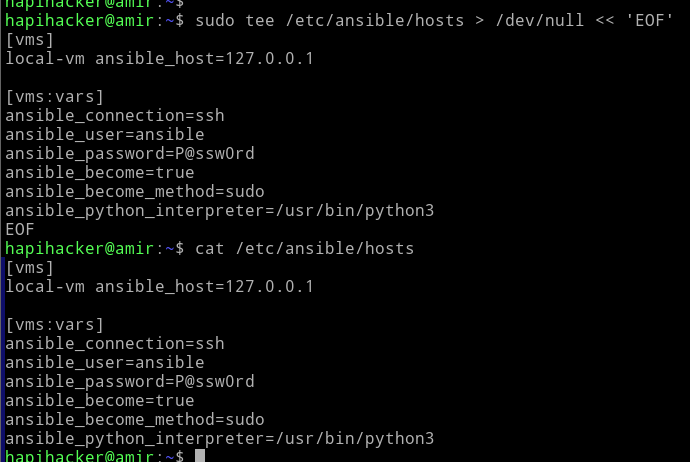 hapihacker@amir:~$
hapihacker@amir:~$ sudo tee /etc/ansible/hosts > /dev/null << 'EOF'
[vms]
local-vm ansible_host=127.0.0.1

[vms:vars]
ansible_connection=ssh
ansible_user=ansible
ansible_password=P@ssw0rd
ansible_become=true
ansible_become_method=sudo
ansible_python_interpreter=/usr/bin/python3
EOF
hapihacker@amir:~$ cat /etc/ansible/hosts
[vms]
local-vm ansible_host=127.0.0.1

[vms:vars]
ansible_connection=ssh
ansible_user=ansible
ansible_password=P@ssw0rd
ansible_become=true
ansible_become_method=sudo
ansible_python_interpreter=/usr/bin/python3
hapihacker@amir:~$